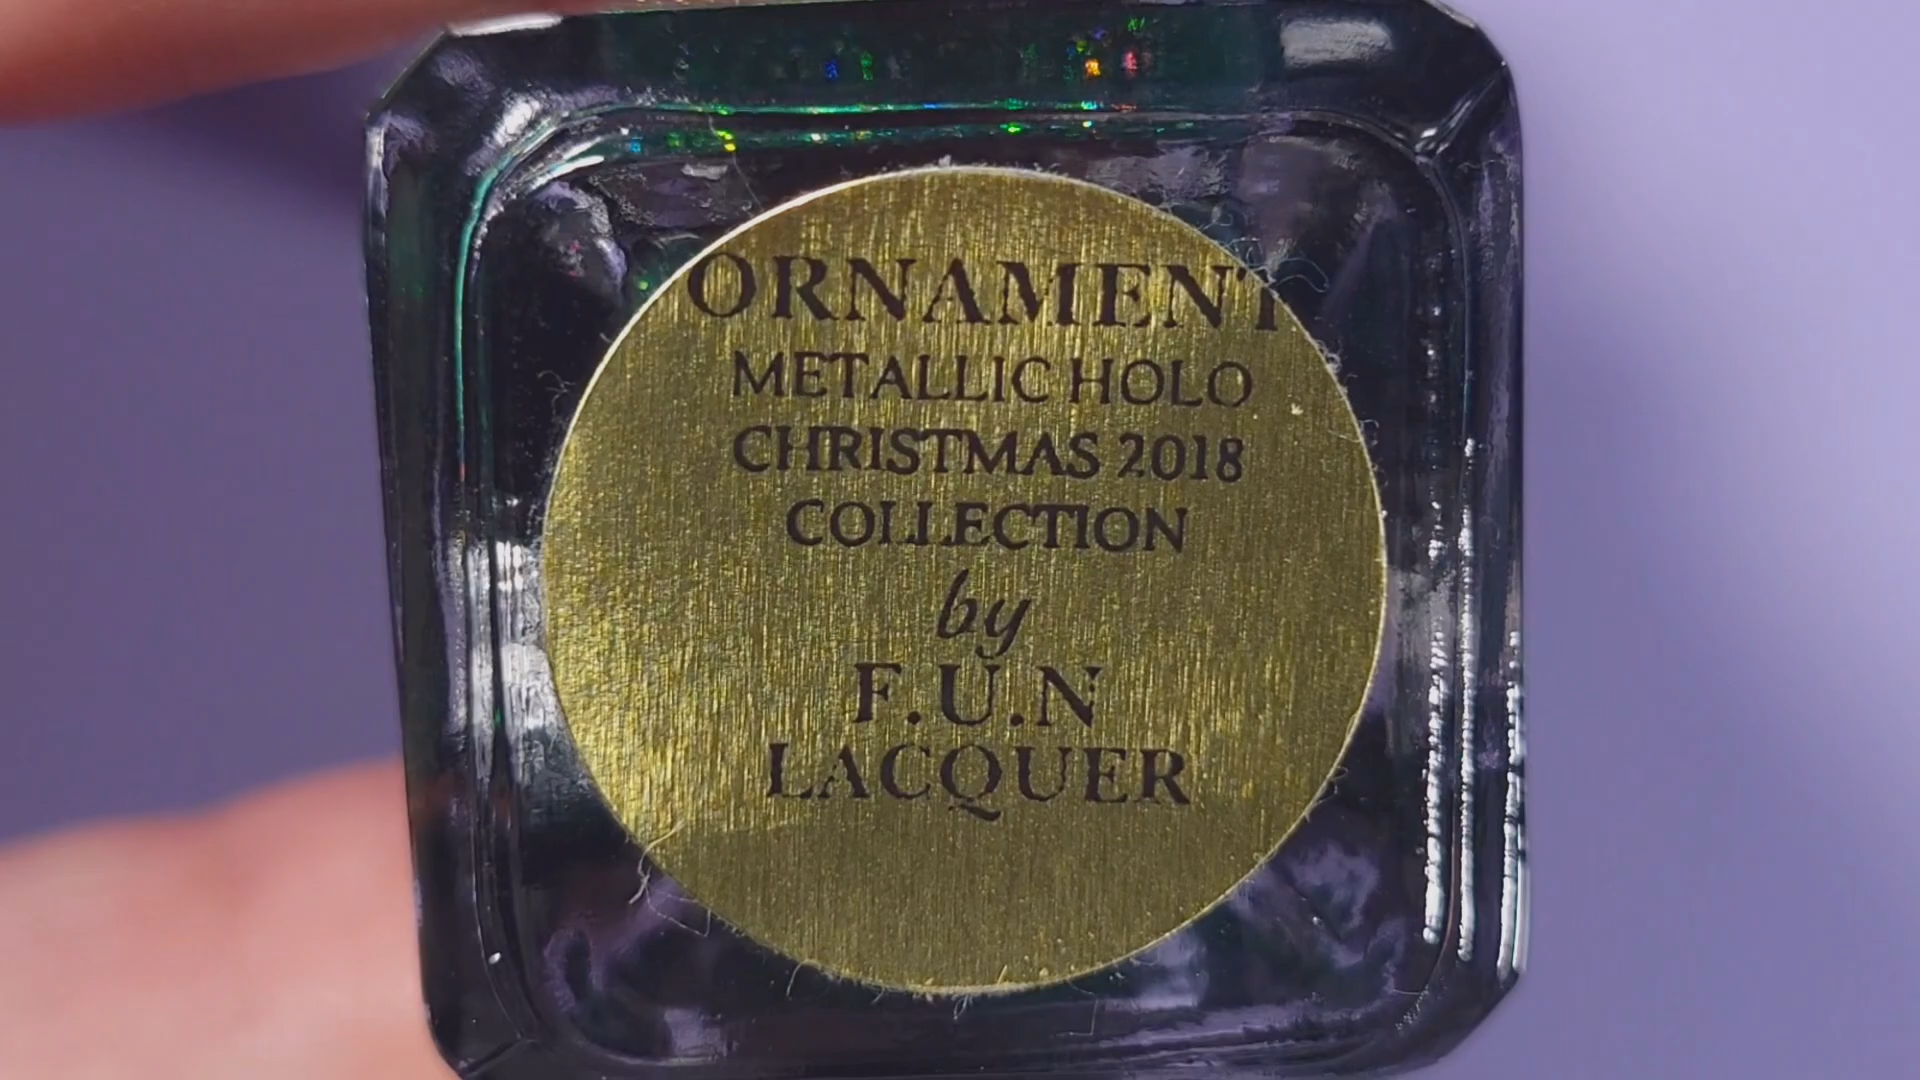 ORNAMENT
METALLIC HOLO
CHRISTMAS 2018
COLLECTION
by
F.U.N
LACQUER